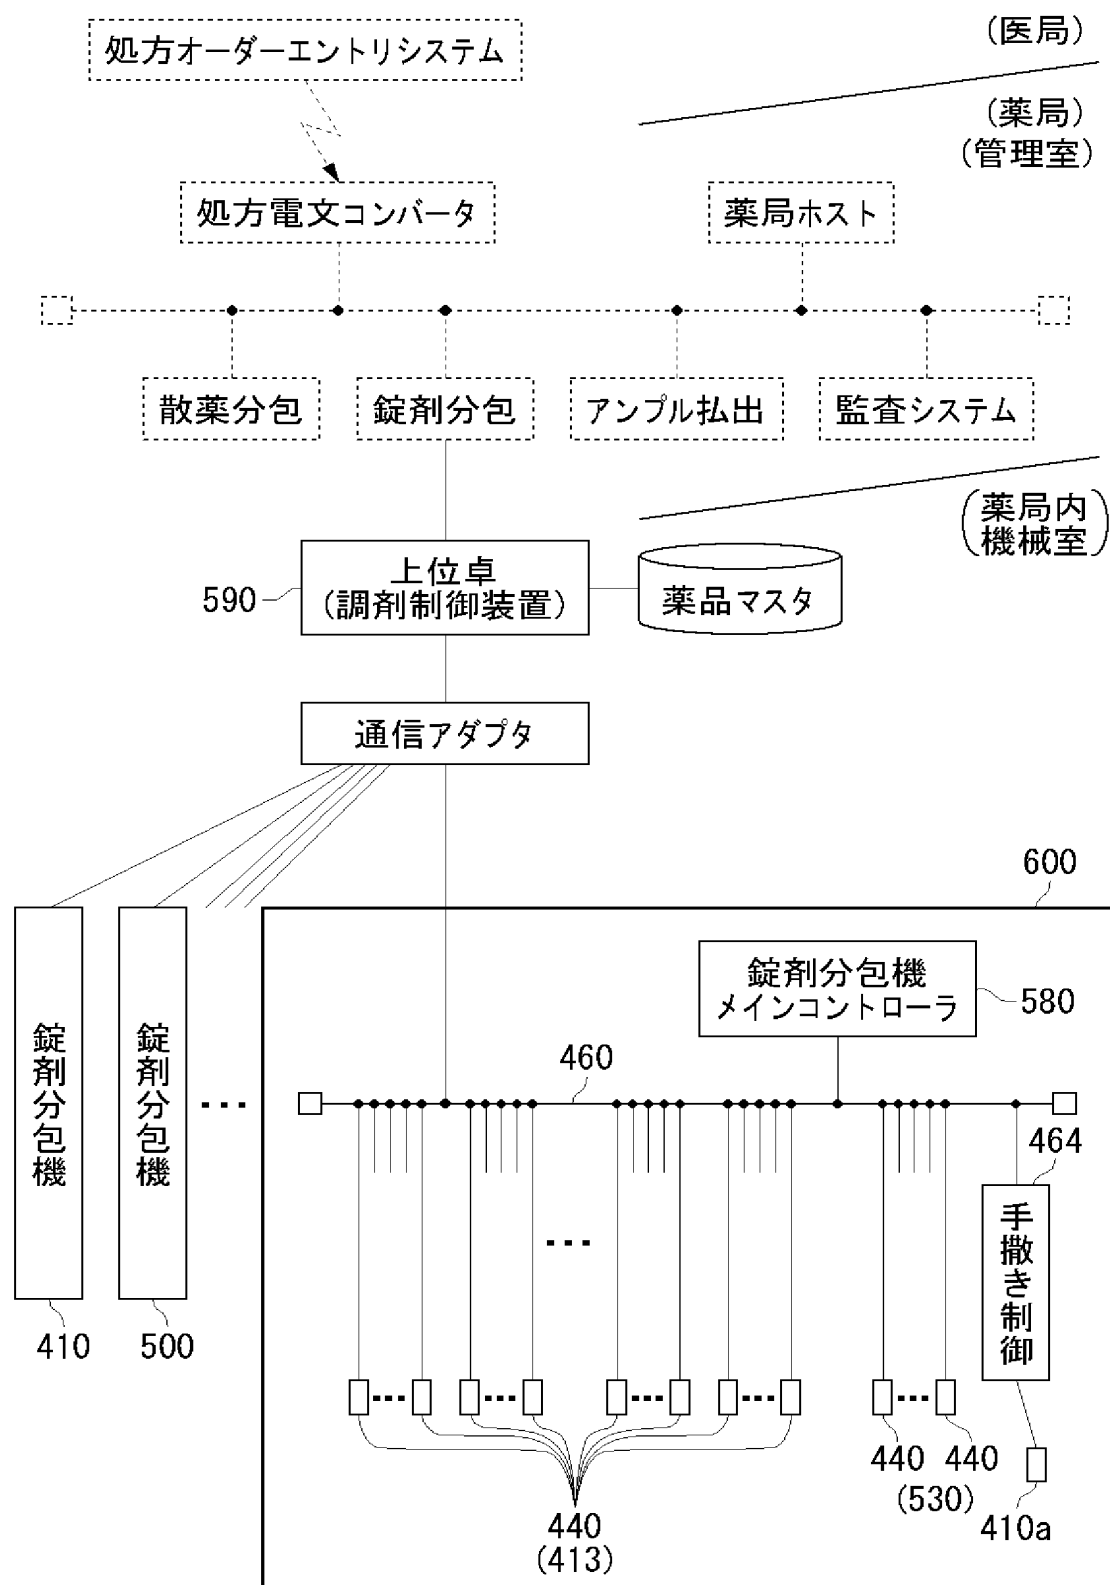 (医局)
処方オーダーエントリシステム
(薬局)
(管理室)
処方電文コンバータ
薬局ホスト
散薬分包
錠剤分包
アンプル払出
監査システム
(薬局内
機械室)
590
上位卓
(調剤制御装置)
薬品マスタ
通信アダプタ
600
錠剤分包機
メインコントローラ
580
錠剤分包機
錠剤分包機
...
460
464
手撒き制御
...
410
500
...
...
...
...
...
440
440
(530)
410a
440
(413)